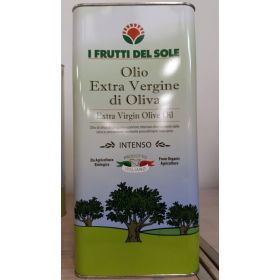 I FRUTTI DEL SOLE
Olio
Extra Vergine
di Oliva
Extra Virgin Olive Oil
INTENSO
Da Agricoltura
Biologica
From Organic
Agriculture
ITALIANO